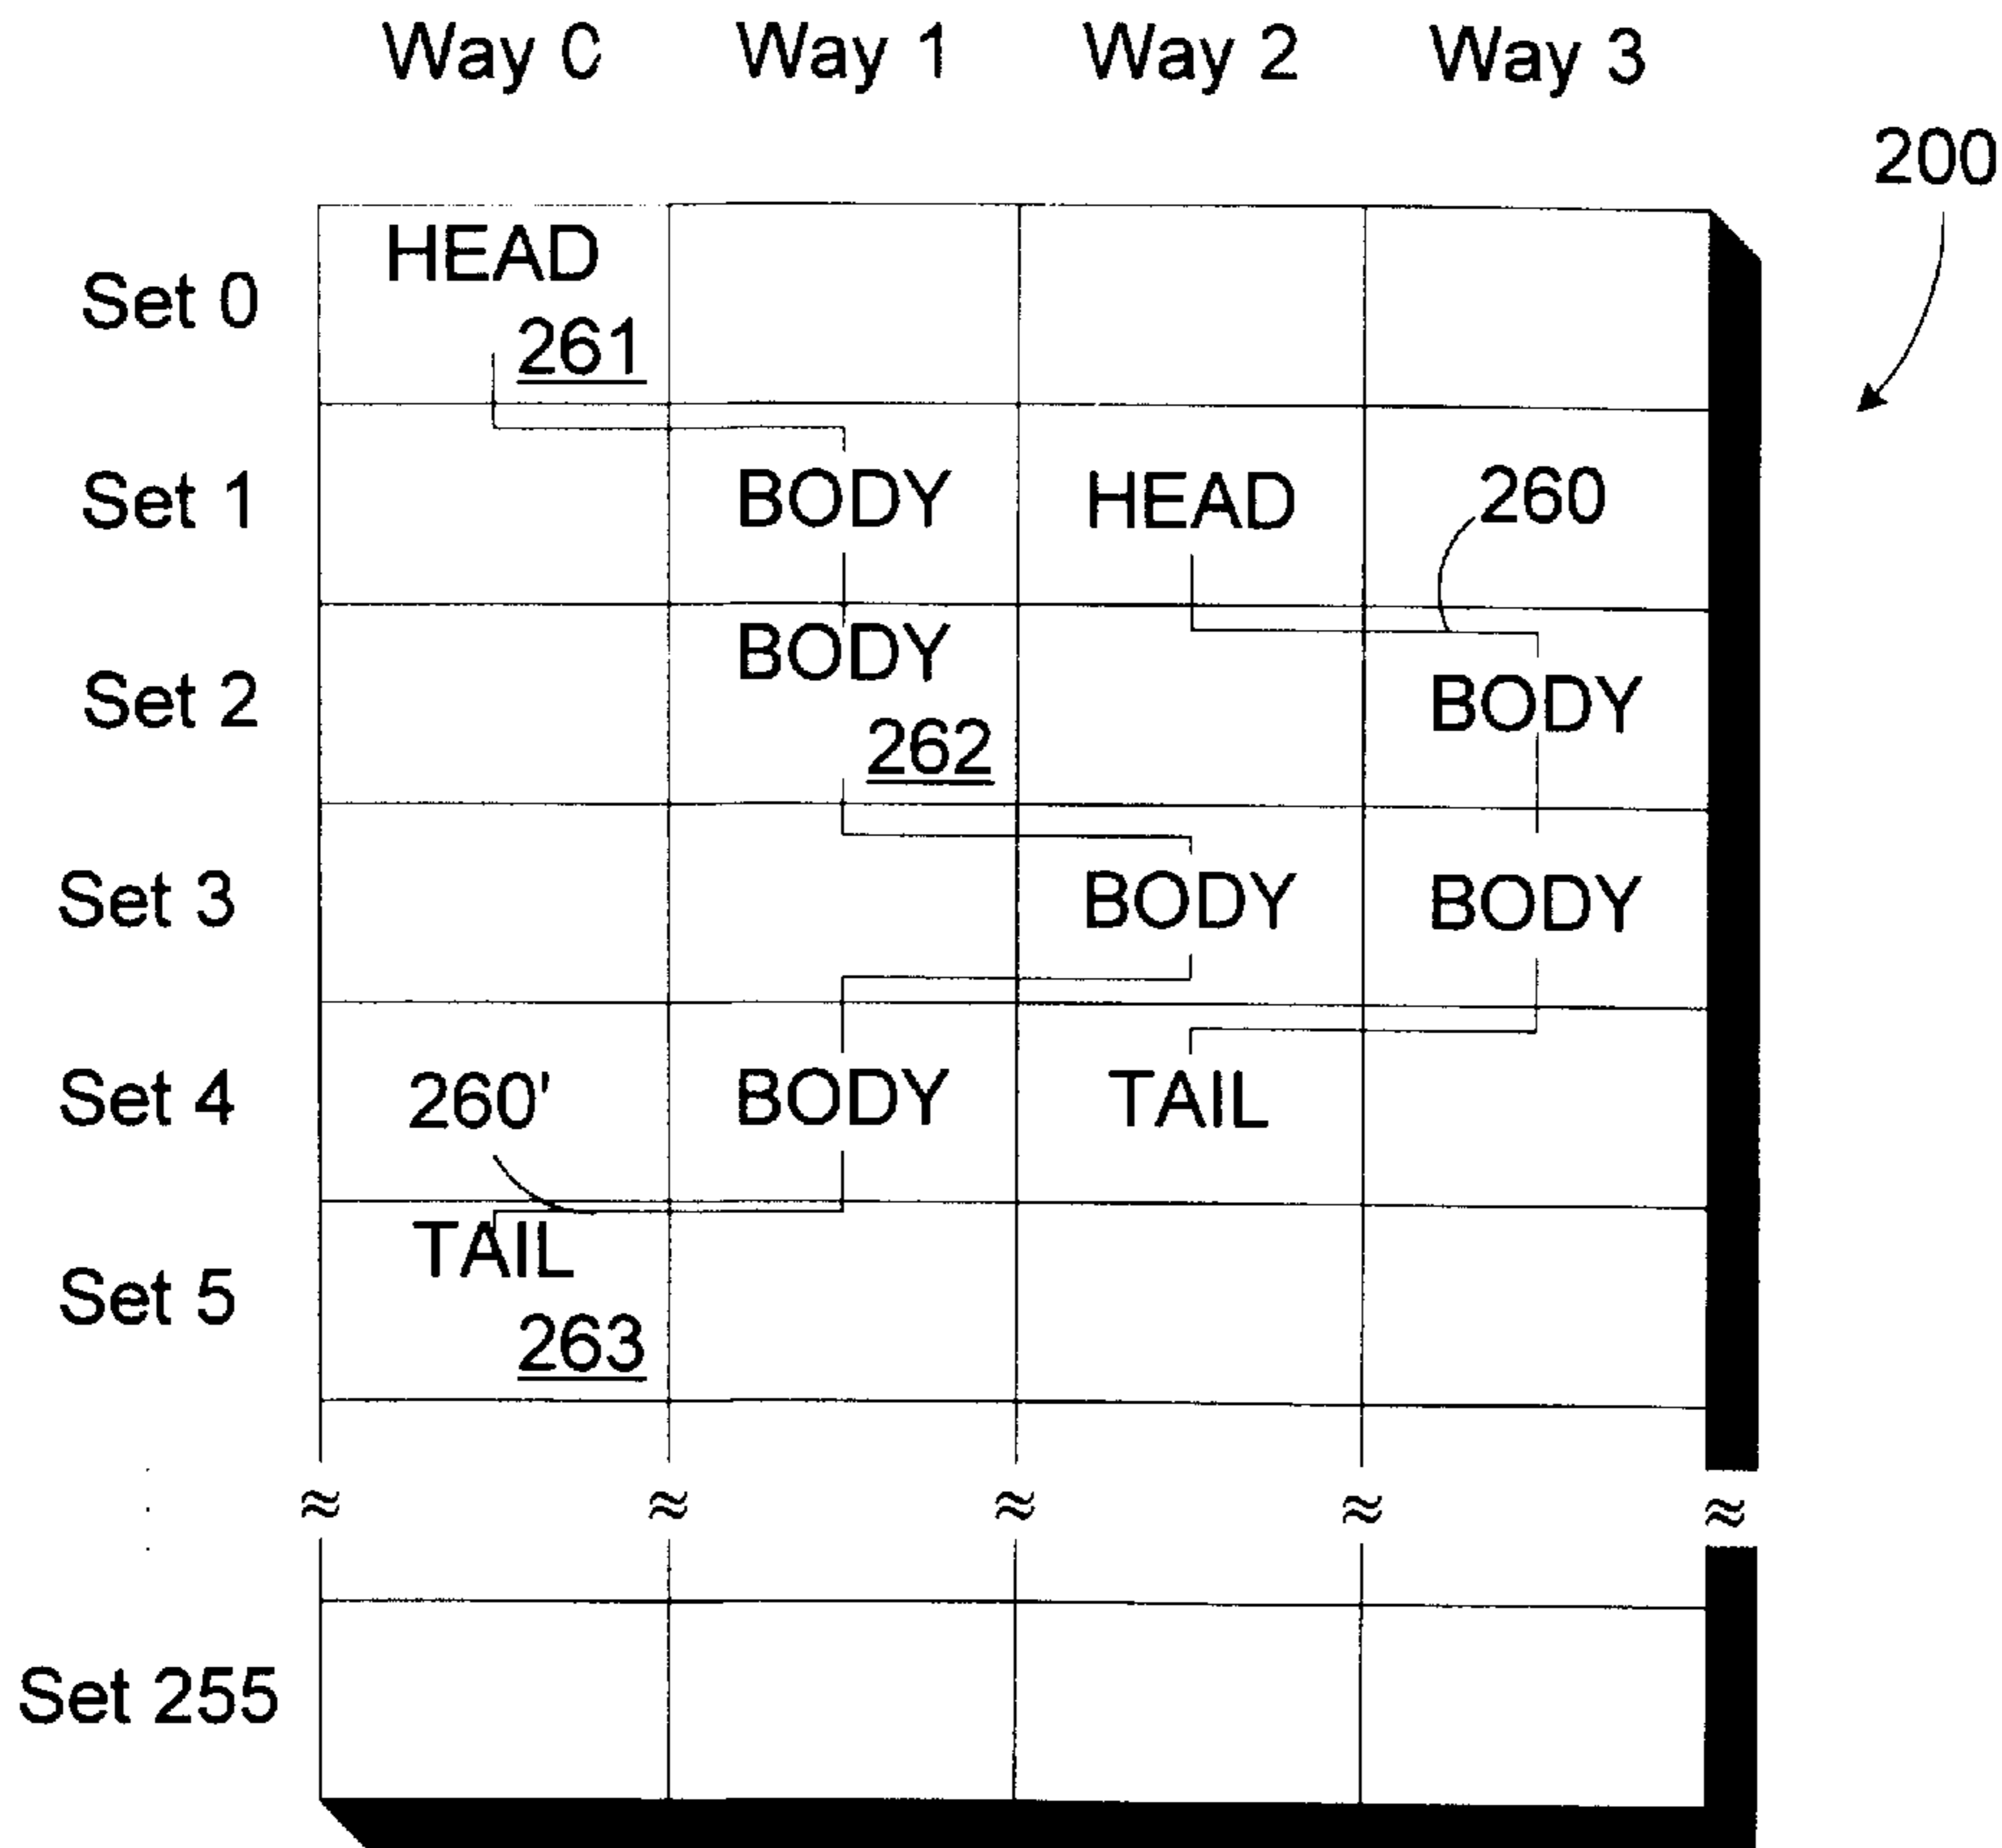 Way 0 Way 1 Way 2 Way 3
200
Set 0 HEAD
261
Set 1 BODY HEAD 260
Set 2 BODY BODY
262
Set 3 BODY BODY
Set 4 260' BODY TAIL
Set 5 TAIL
263
Set 255